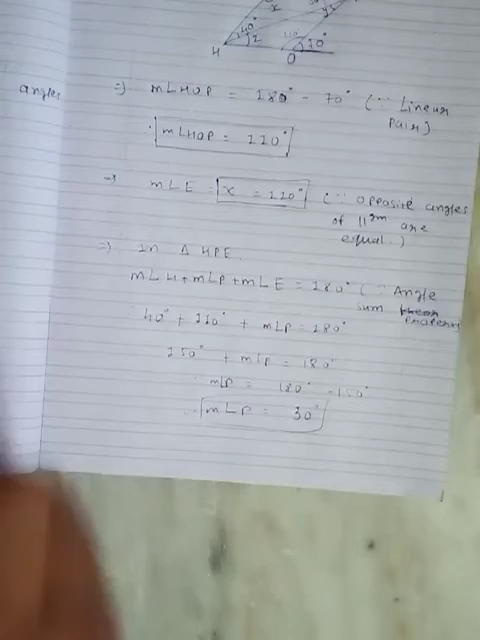 x
40°
z
y
H
110°
70°
O
angles
⇒) m∠HOP = 180° - 70° (∵ Linear
Pair)
∴ m∠HOP = 110°
→ m∠E = x = 110° (∵ opposite angles
of ||gm are
equal.)
⇒) In Δ HPE.
m∠H + m∠P + m∠E = 180° (∵ Angle
sum Property
40° + 110° + m∠P = 180°
150° + m∠P = 180°
m∠P = 180° - 150°
∴ m∠P = 30°